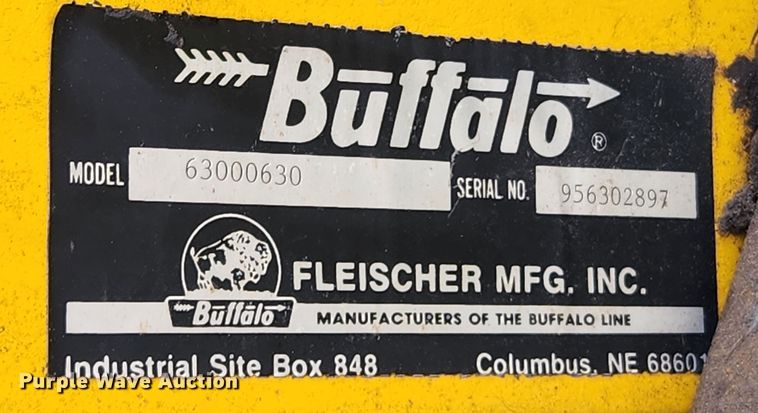 Buffalo ®
MODEL 63000630 SERIAL NO. 956302897
FLEISCHER MFG. INC.
Buffalo MANUFACTURERS OF THE BUFFALO LINE
Industrial Site Box 848 Columbus, NE 68601
Purple Wave Auction